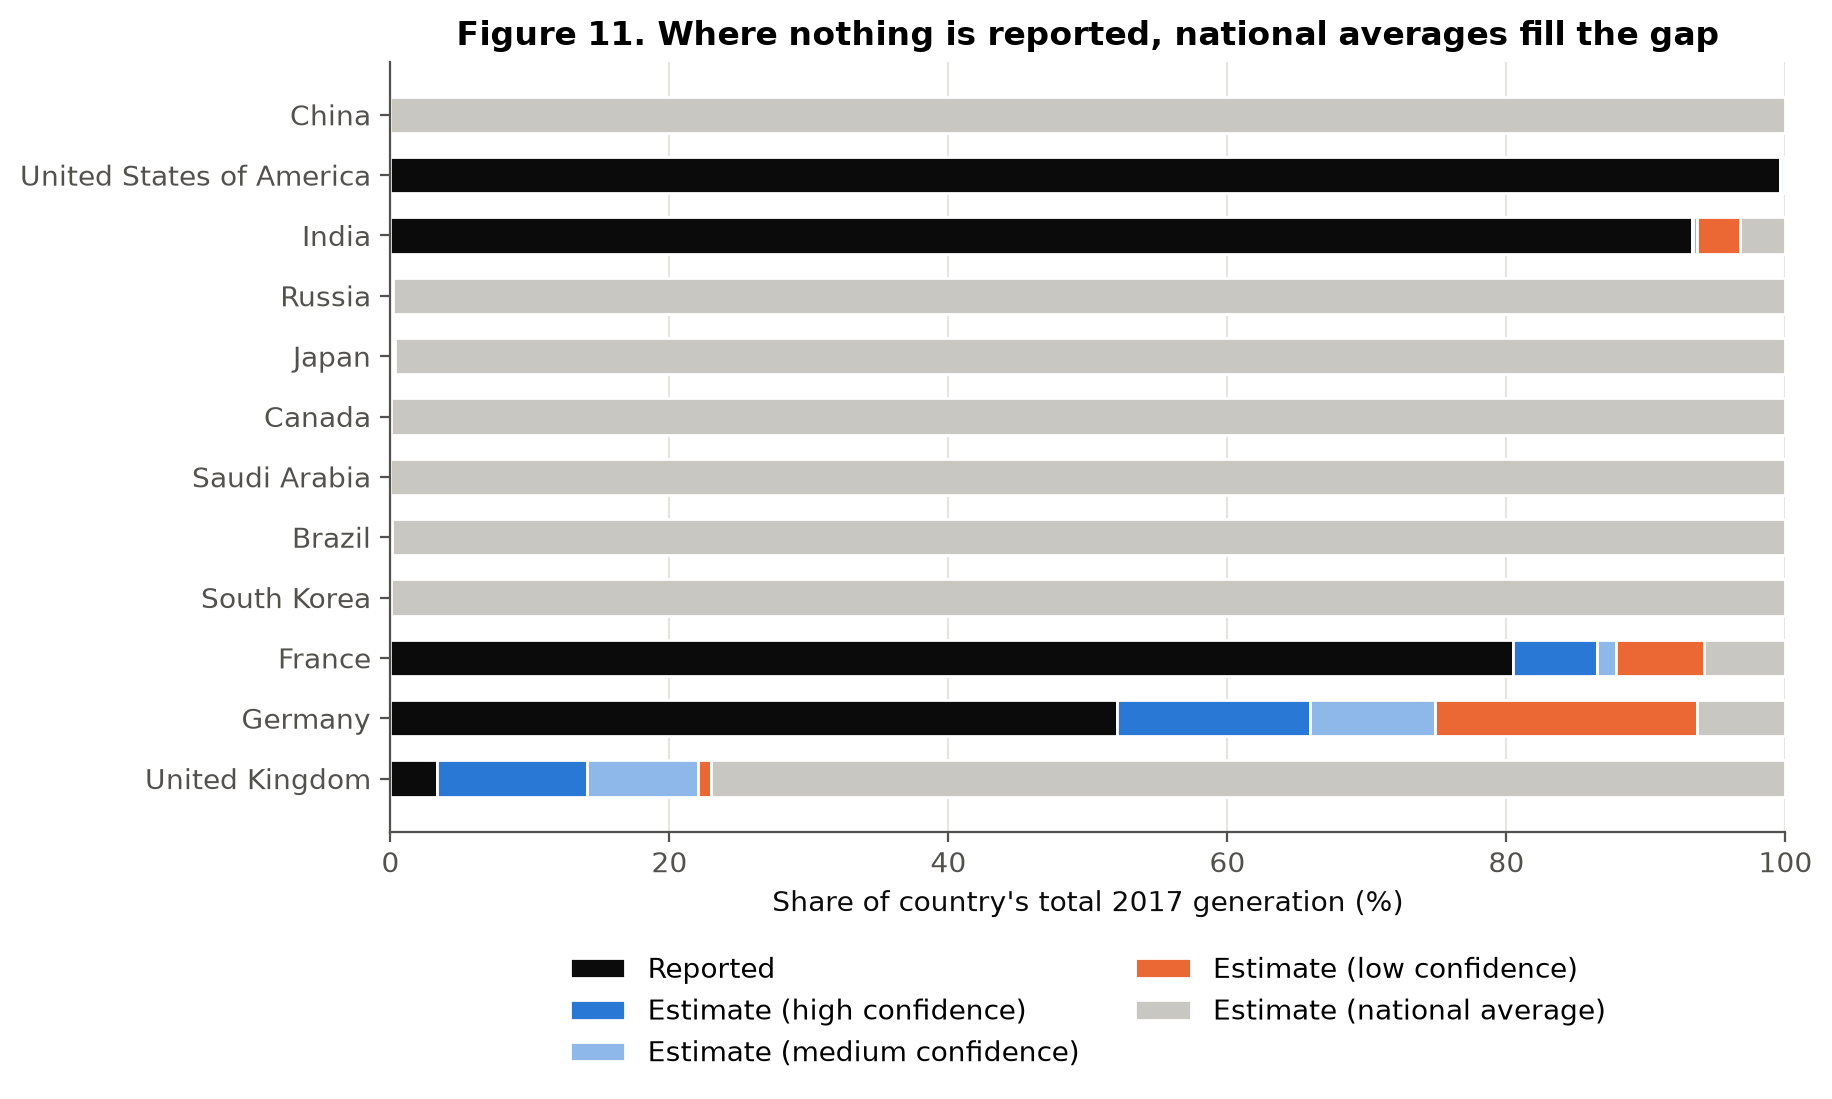 Figure 11. Where nothing is reported, national averages fill the gap
China
United States of America
India
Russia
Japan
Canada
Saudi Arabia
Brazil
South Korea
France
Germany
United Kingdom
0 20 40 60 80 100
Share of country's total 2017 generation (%)
Reported
Estimate (high confidence)
Estimate (medium confidence)
Estimate (low confidence)
Estimate (national average)